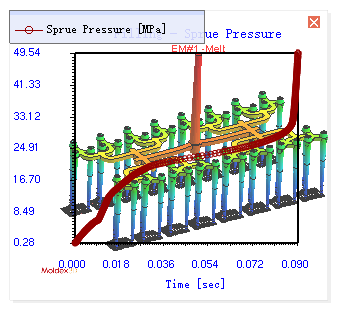 Sprue Pressure [MPa]
- Sprue Pressure
EM#1-Melt
49.54
41.33
33.12
24.91
16.70
8.49
0.28
0.000 0.018 0.036 0.054 0.072 0.090
Moldex
Time [sec]